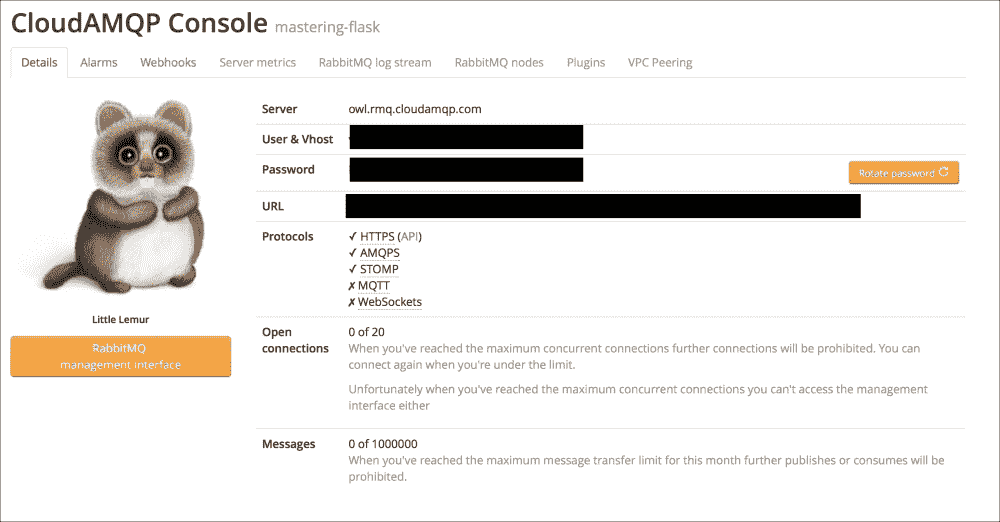 CloudAMQP Console mastering-flask
Details Alarms Webhooks Server metrics RabbitMQ log stream RabbitMQ nodes Plugins VPC Peering
Server owl.rmq.cloudamqp.com
User & Vhost
Password
Rotate password
URL
Protocols
✓ HTTPS (API)
✓ AMQPS
✓ STOMP
✗ MQTT
✗ WebSockets
Little Lemur
RabbitMQ
management interface
Open
connections
0 of 20
When you've reached the maximum concurrent connections further connections will be prohibited. You can
connect again when you're under the limit.
Unfortunately when you've reached the maximum concurrent connections you can't access the management
interface either
Messages 0 of 1000000
When you've reached the maximum message transfer limit for this month further publishes or consumes will be
prohibited.